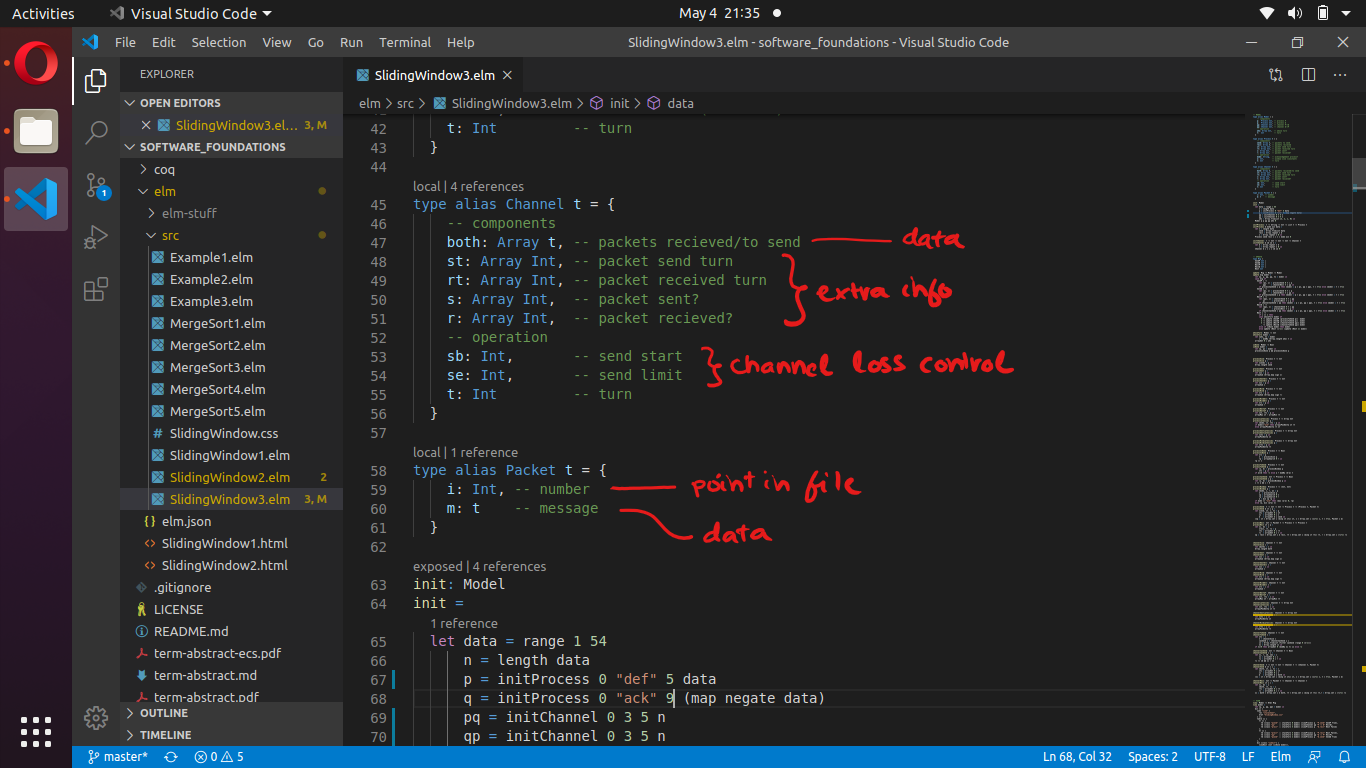 Activities
Visual Studio Code
May 4 21:35
File Edit Selection View Go Run Terminal Help
SlidingWindow3.elm - software_foundations - Visual Studio Code
EXPLORER
OPEN EDITORS
SlidingWindow3.el... 3, M
SOFTWARE_FOUNDATIONS
coq
elm
elm-stuff
src
Example1.elm
Example2.elm
Example3.elm
MergeSort1.elm
MergeSort2.elm
MergeSort3.elm
MergeSort4.elm
MergeSort5.elm
SlidingWindow.css
SlidingWindow1.elm
SlidingWindow2.elm 2
SlidingWindow3.elm 3, M
elm.json
SlidingWindow1.html
SlidingWindow2.html
.gitignore
LICENSE
README.md
term-abstract-ecs.pdf
term-abstract.md
term-abstract.pdf
OUTLINE
TIMELINE
1
SlidingWindow3.elm
elm > src > SlidingWindow3.elm > init > data
42 t: Int -- turn
43 }
44
local | 4 references
45 type alias Channel t = {
46 -- components
47 both: Array t, -- packets recieved/to send
data
48 st: Array Int, -- packet send turn
49 rt: Array Int, -- packet received turn
50 s: Array Int, -- packet sent?
extra info
51 r: Array Int, -- packet recieved?
52 -- operation
53 sb: Int, -- send start
channel loss control
54 se: Int, -- send limit
55 t: Int -- turn
56 }
57
local | 1 reference
58 type alias Packet t = {
59 i: Int, -- number
point in file
60 m: t -- message
data
61 }
62
exposed | 4 references
63 init: Model
64 init =
1 reference
65 let data = range 1 54
66 n = length data
67 p = initProcess 0 "def" 5 data
68 q = initProcess 0 "ack" 9 (map negate data)
69 pq = initChannel 0 3 5 n
70 qp = initChannel 0 3 5 n
master* 0 5
Ln 68, Col 32 Spaces: 2 UTF-8 LF Elm